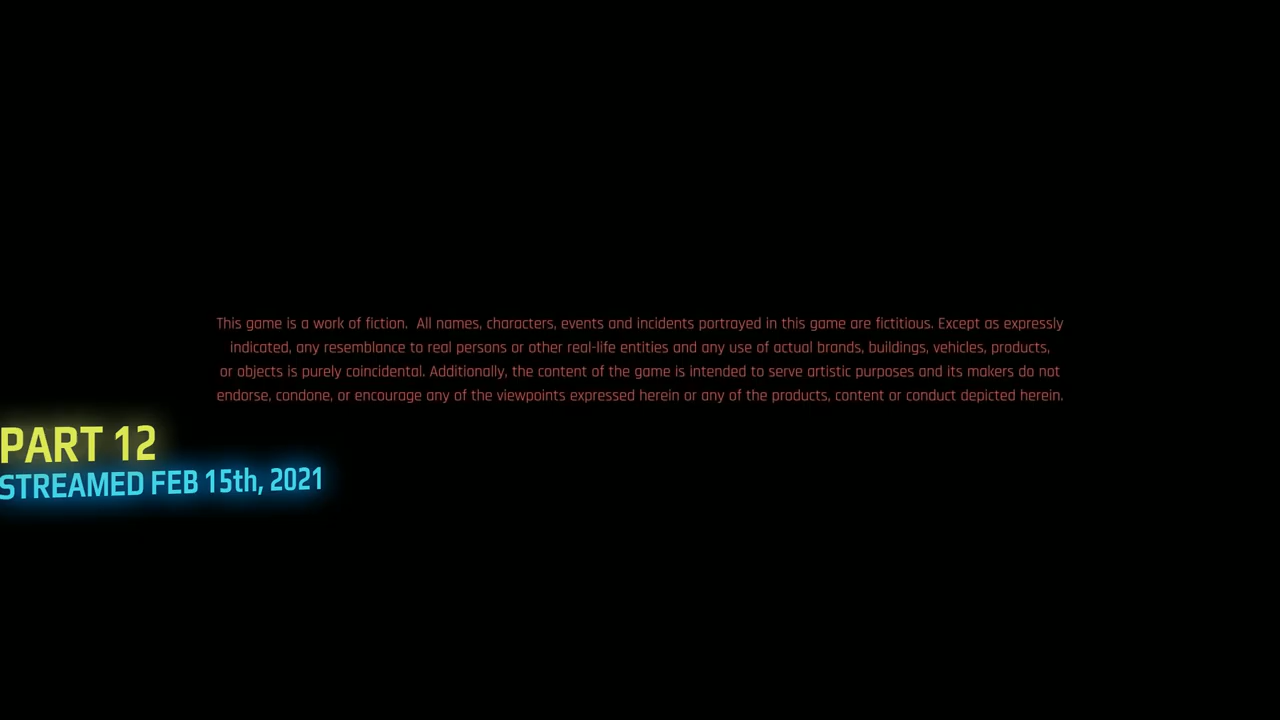 This game is a work of fiction.  All names, characters, events and incidents portrayed in this game are fictitious. Except as expressly
indicated, any resemblance to real persons or other real-life entities and any use of actual brands, buildings, vehicles, products,
or objects is purely coincidental. Additionally, the content of the game is intended to serve artistic purposes and its makers do not
endorse, condone, or encourage any of the viewpoints expressed herein or any of the products, content or conduct depicted herein.
PART 12
STREAMED FEB 15th, 2021